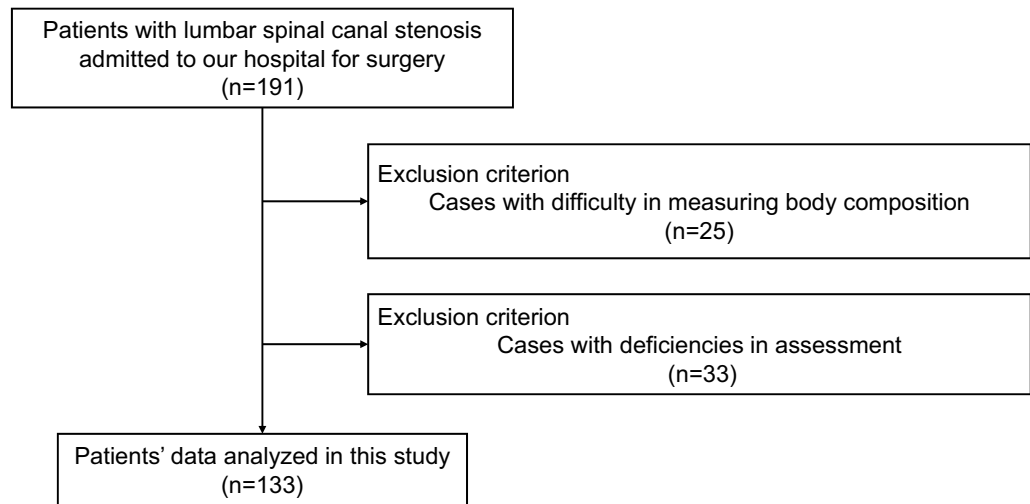 Patients with lumbar spinal canal stenosis
admitted to our hospital for surgery
(n=191)
Exclusion criterion
Cases with difficulty in measuring body composition
(n=25)
Exclusion criterion
Cases with deficiencies in assessment
(n=33)
Patients’ data analyzed in this study
(n=133)